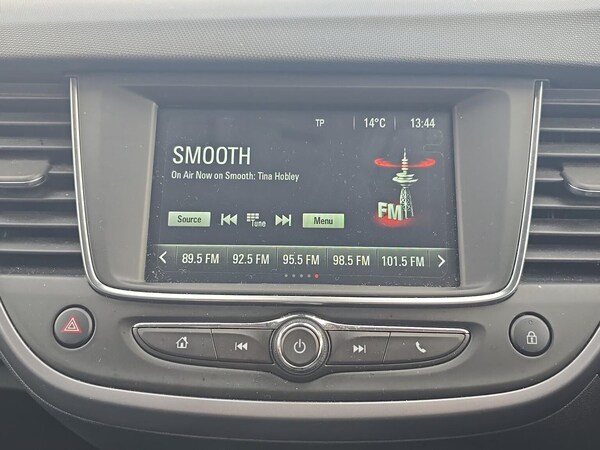 TP 14°C 13:44
SMOOTH
On Air Now on Smooth: Tina Hobley
FM
Source Tune Menu
89.5 FM 92.5 FM 95.5 FM 98.5 FM 101.5 FM